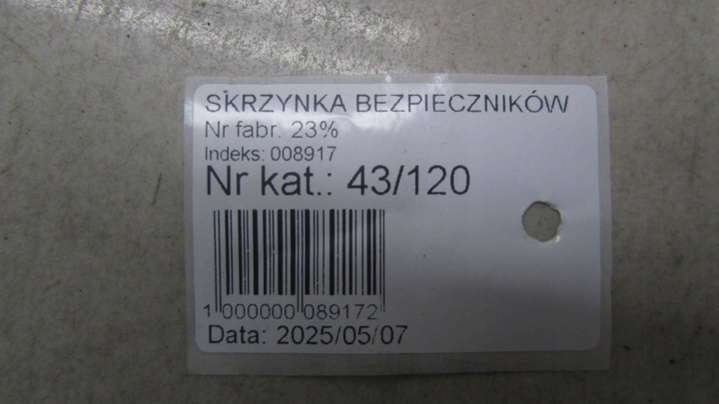 SKRZYNKA BEZPIECZNIKÓW
Nr fabr. 23%
Indeks: 008917
Nr kat.: 43/120
1 000000 089172
Data: 2025/05/07